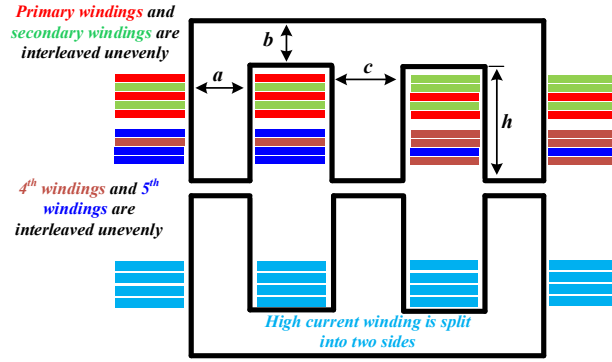 Primary windings and
secondary windings are
interleaved unevenly
b
a
c
h
4th windings and 5th
windings are
interleaved unevenly
High current winding is split
into two sides